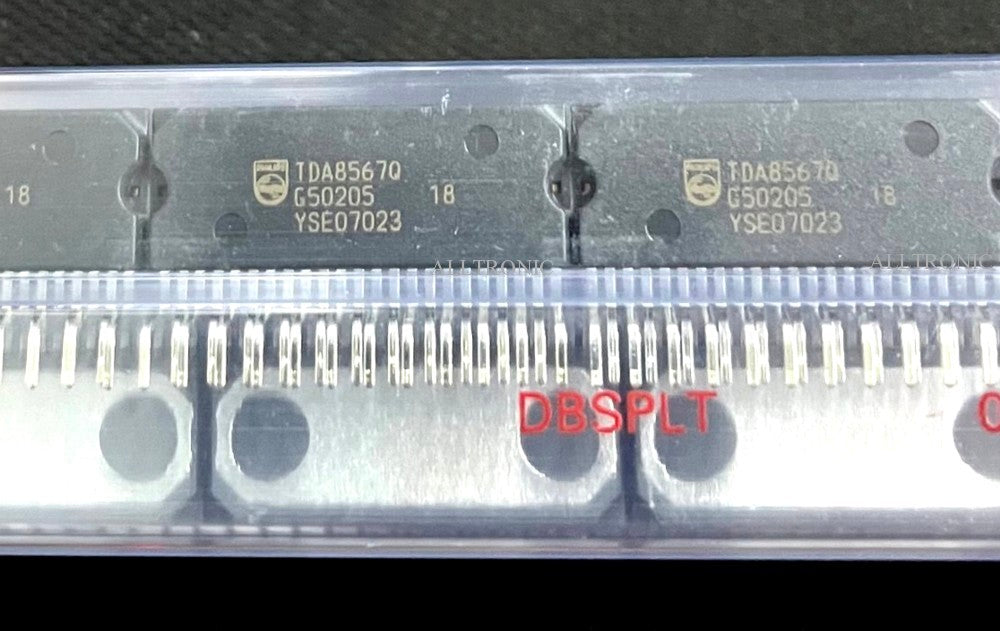 18
TDA8567Q
G50205 18
YSE07023
TDA8567Q
G50205 18
YSE07023
ALLTRONIC
ALLTRONIC
DBSPLT